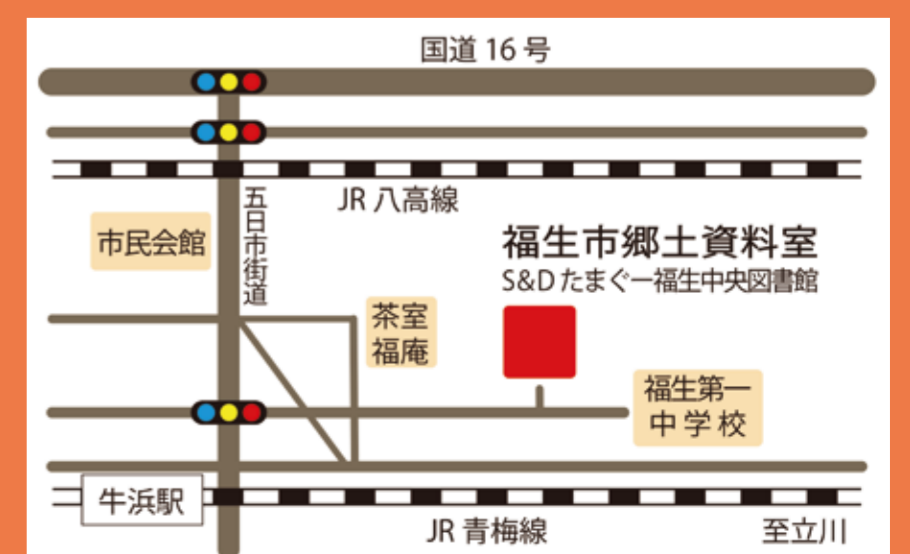 国道 16 号
JR 八高線
五日市街道
市民会館
福生市郷土資料室
S&D たまぐー福生中央図書館
茶室
福庵
福生第一
中学校
牛浜駅
JR 青梅線
至立川